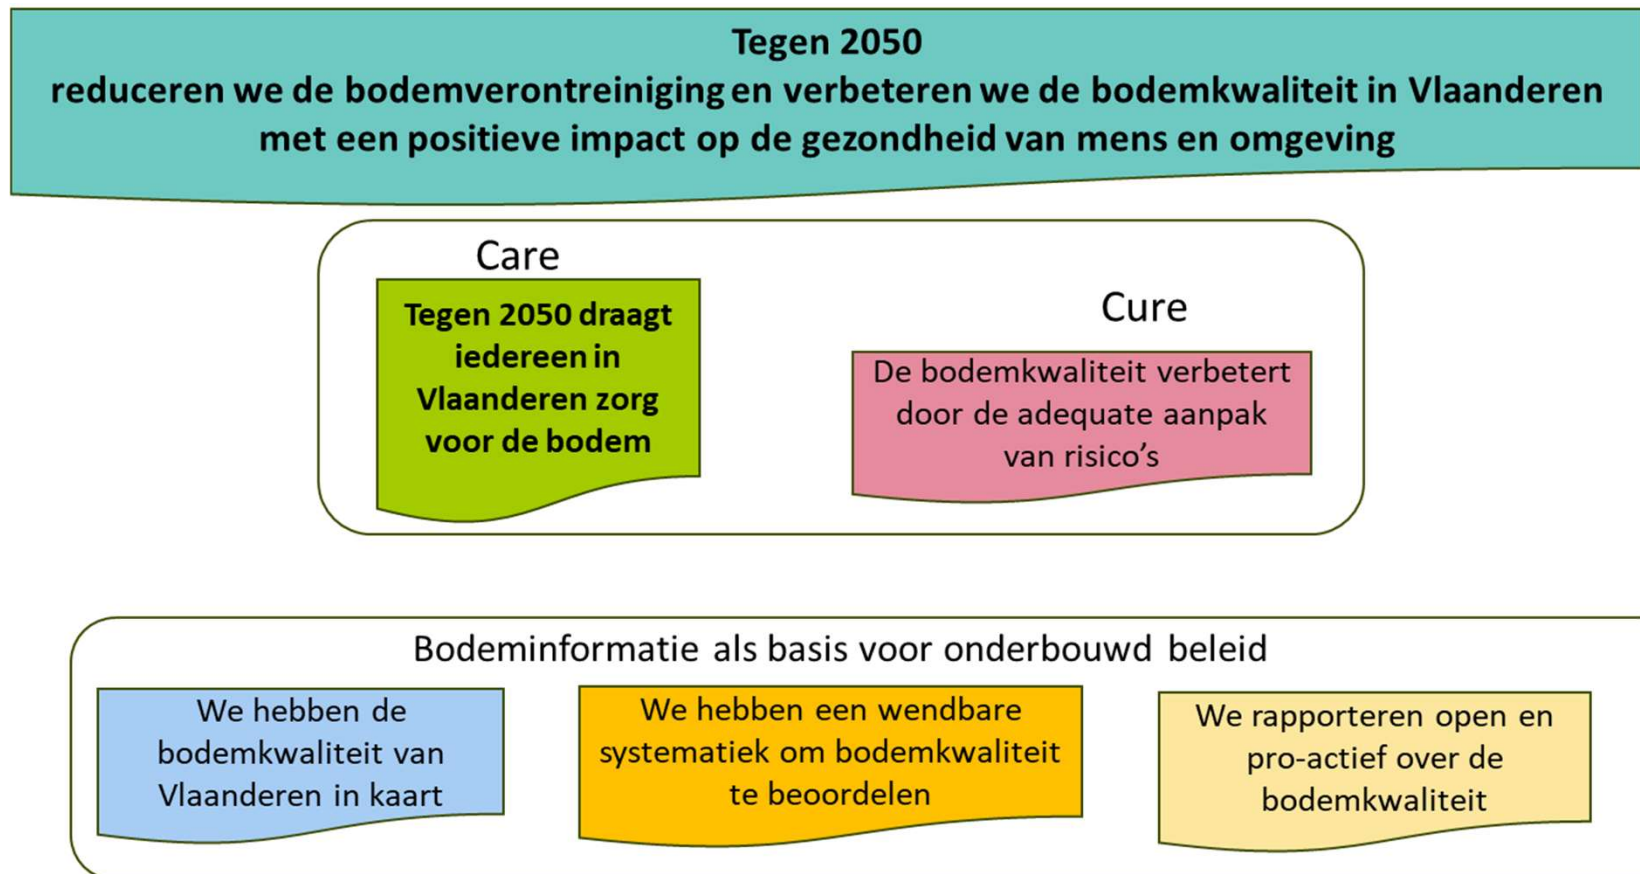 Tegen 2050
reduceren we de bodemverontreiniging en verbeteren we de bodemkwaliteit in Vlaanderen
met een positieve impact op de gezondheid van mens en omgeving
Care
Tegen 2050 draagt
iedereen in
Vlaanderen zorg
voor de bodem
Cure
De bodemkwaliteit verbetert
door de adequate aanpak
van risico's
Bodeminformatie als basis voor onderbouwd beleid
We hebben de
bodemkwaliteit van
Vlaanderen in kaart
We hebben een wendbare
systematiek om bodemkwaliteit
te beoordelen
We rapporteren open en
pro-actief over de
bodemkwaliteit